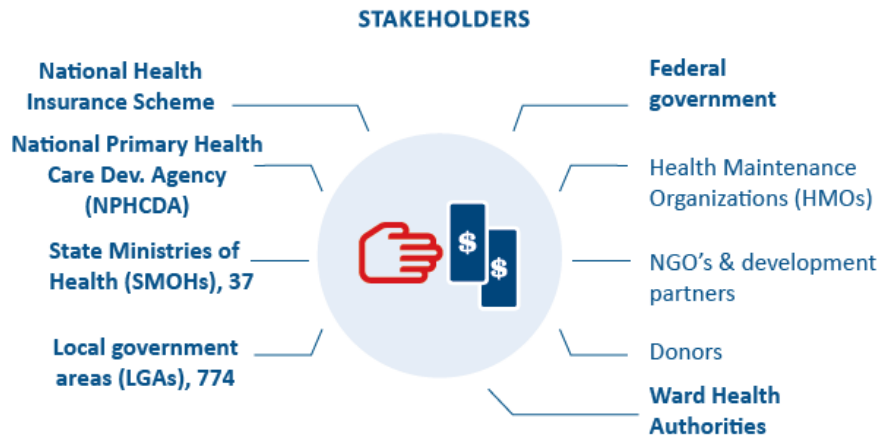 STAKEHOLDERS
National Health
Insurance Scheme
National Primary Health
Care Dev. Agency
(NPHCDA)
State Ministries of
Health (SMOHs), 37
Local government
areas (LGAs), 774
$
$
Federal
government
Health Maintenance
Organizations (HMOs)
NGO's & development
partners
Donors
Ward Health
Authorities